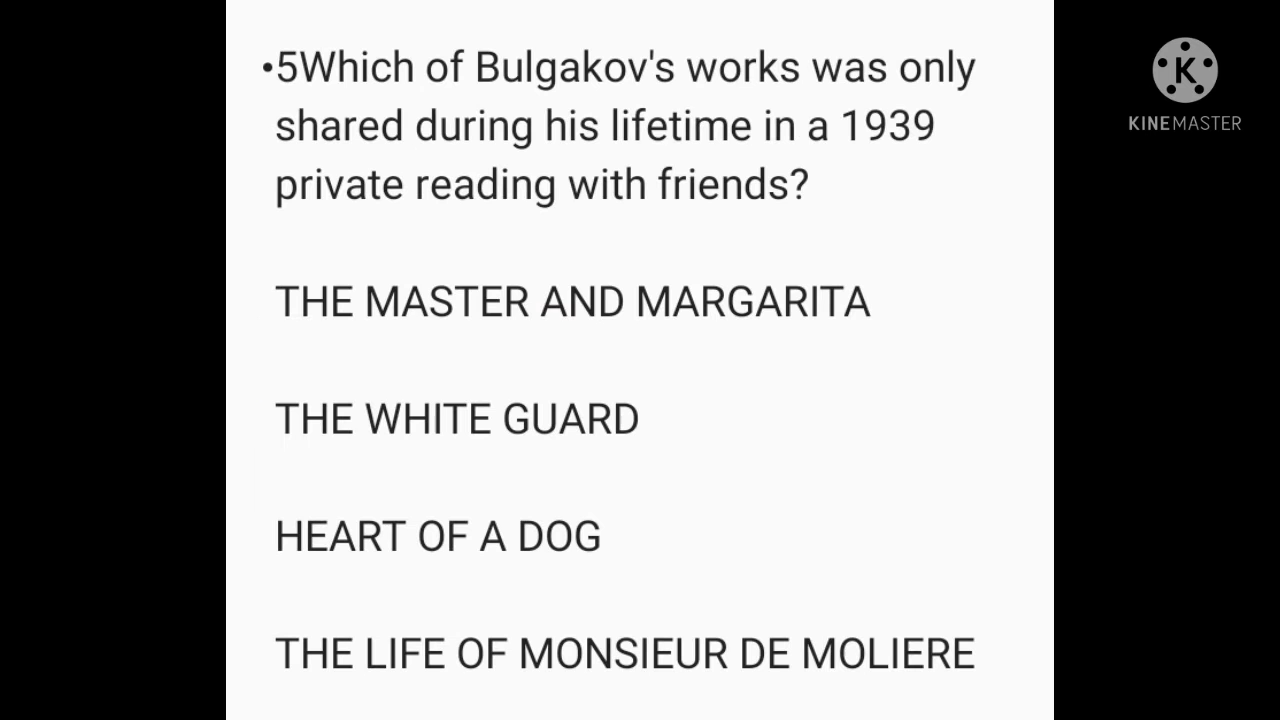 •5Which of Bulgakov's works was only
shared during his lifetime in a 1939
private reading with friends?
THE MASTER AND MARGARITA
THE WHITE GUARD
HEART OF A DOG
THE LIFE OF MONSIEUR DE MOLIERE
K
KINEMASTER